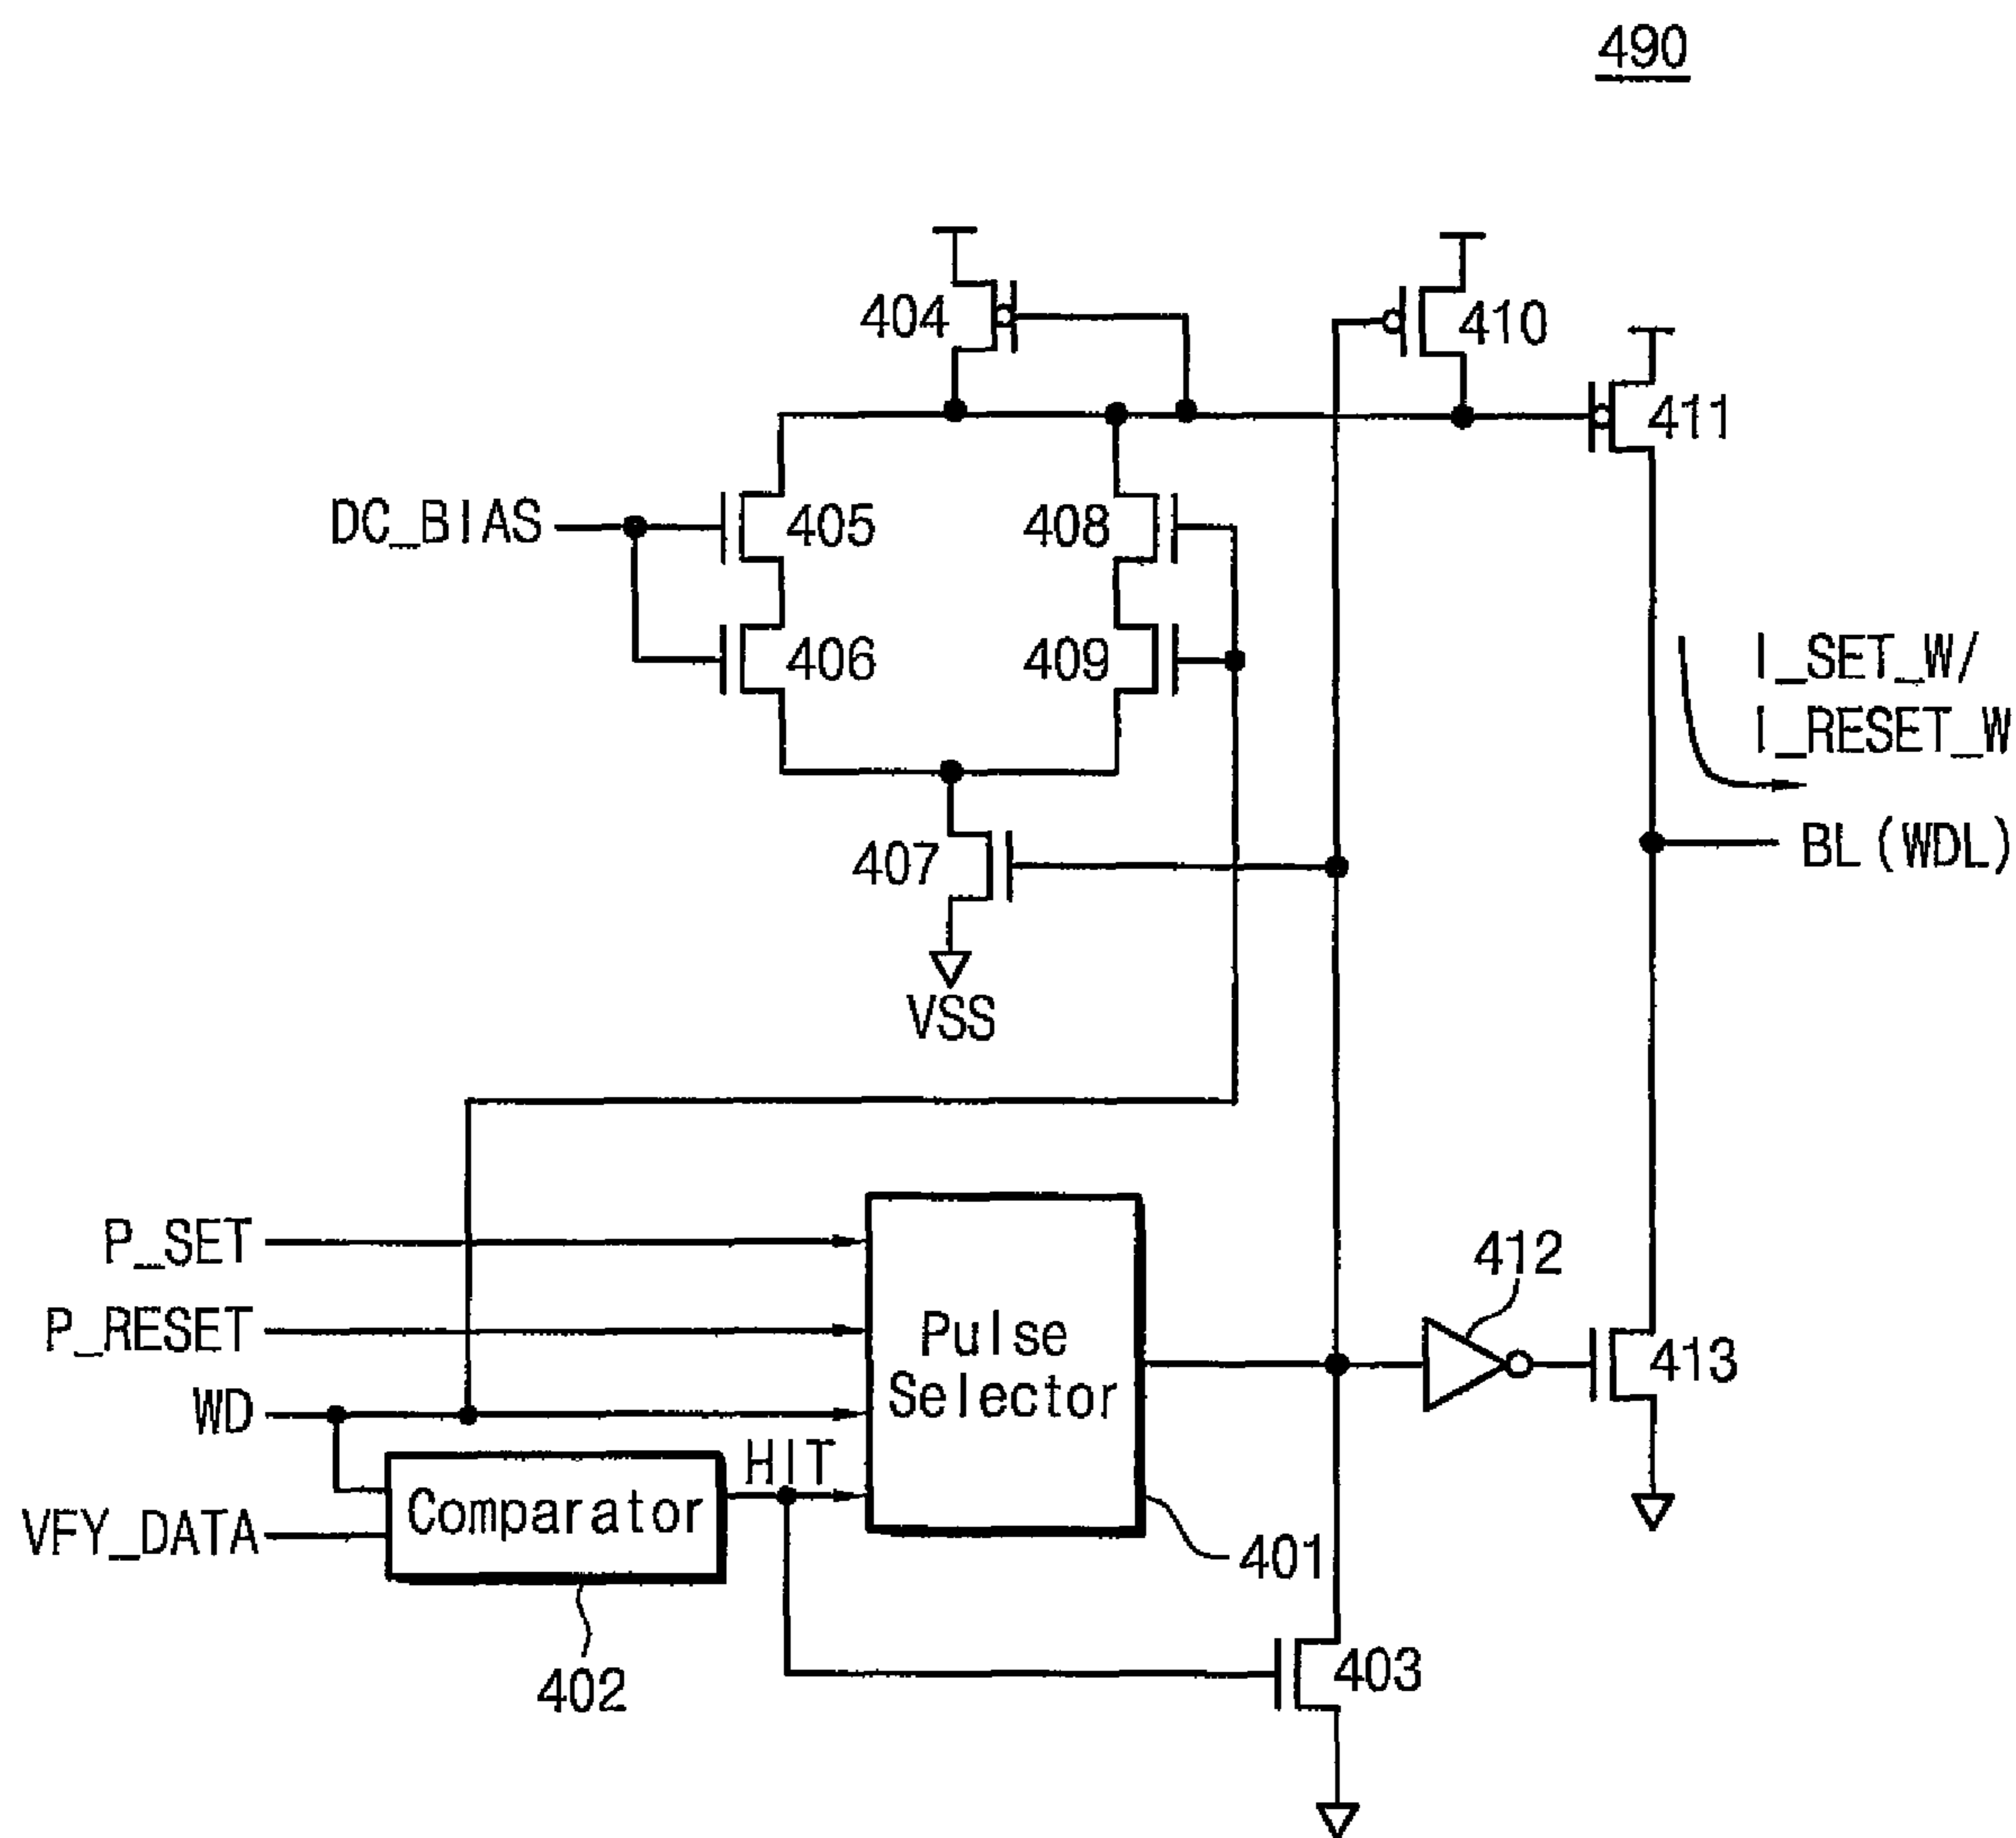 490
404
410
411
DC_BIAS
405
408
406
409
I_SET_W/
I_RESET_W
407
BL(WDL)
VSS
P_SET
412
P_RESET
Pulse
Selector
413
WD
HIT
Comparator
VFY_DATA
401
402
403